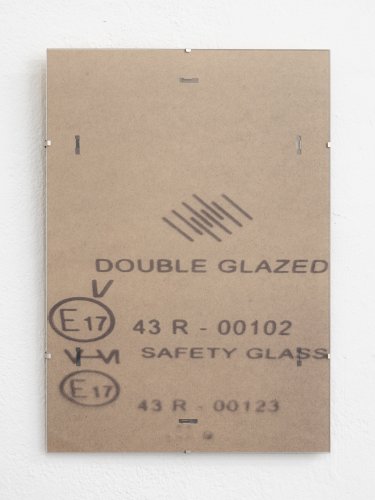 DOUBLE GLAZED
V
E17 43 R - 00102
V-VI SAFETY GLASS
E17 43 R - 00123